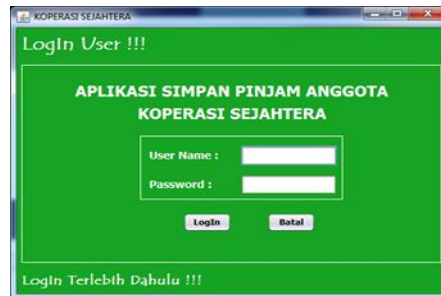 KOPERASI SEJAHTERA
LogIn User !!!
APLIKASI SIMPAN PINJAM ANGGOTA
KOPERASI SEJAHTERA
User Name :
Password :
LogIn Batal
LogIn Terlebih Dahulu !!!